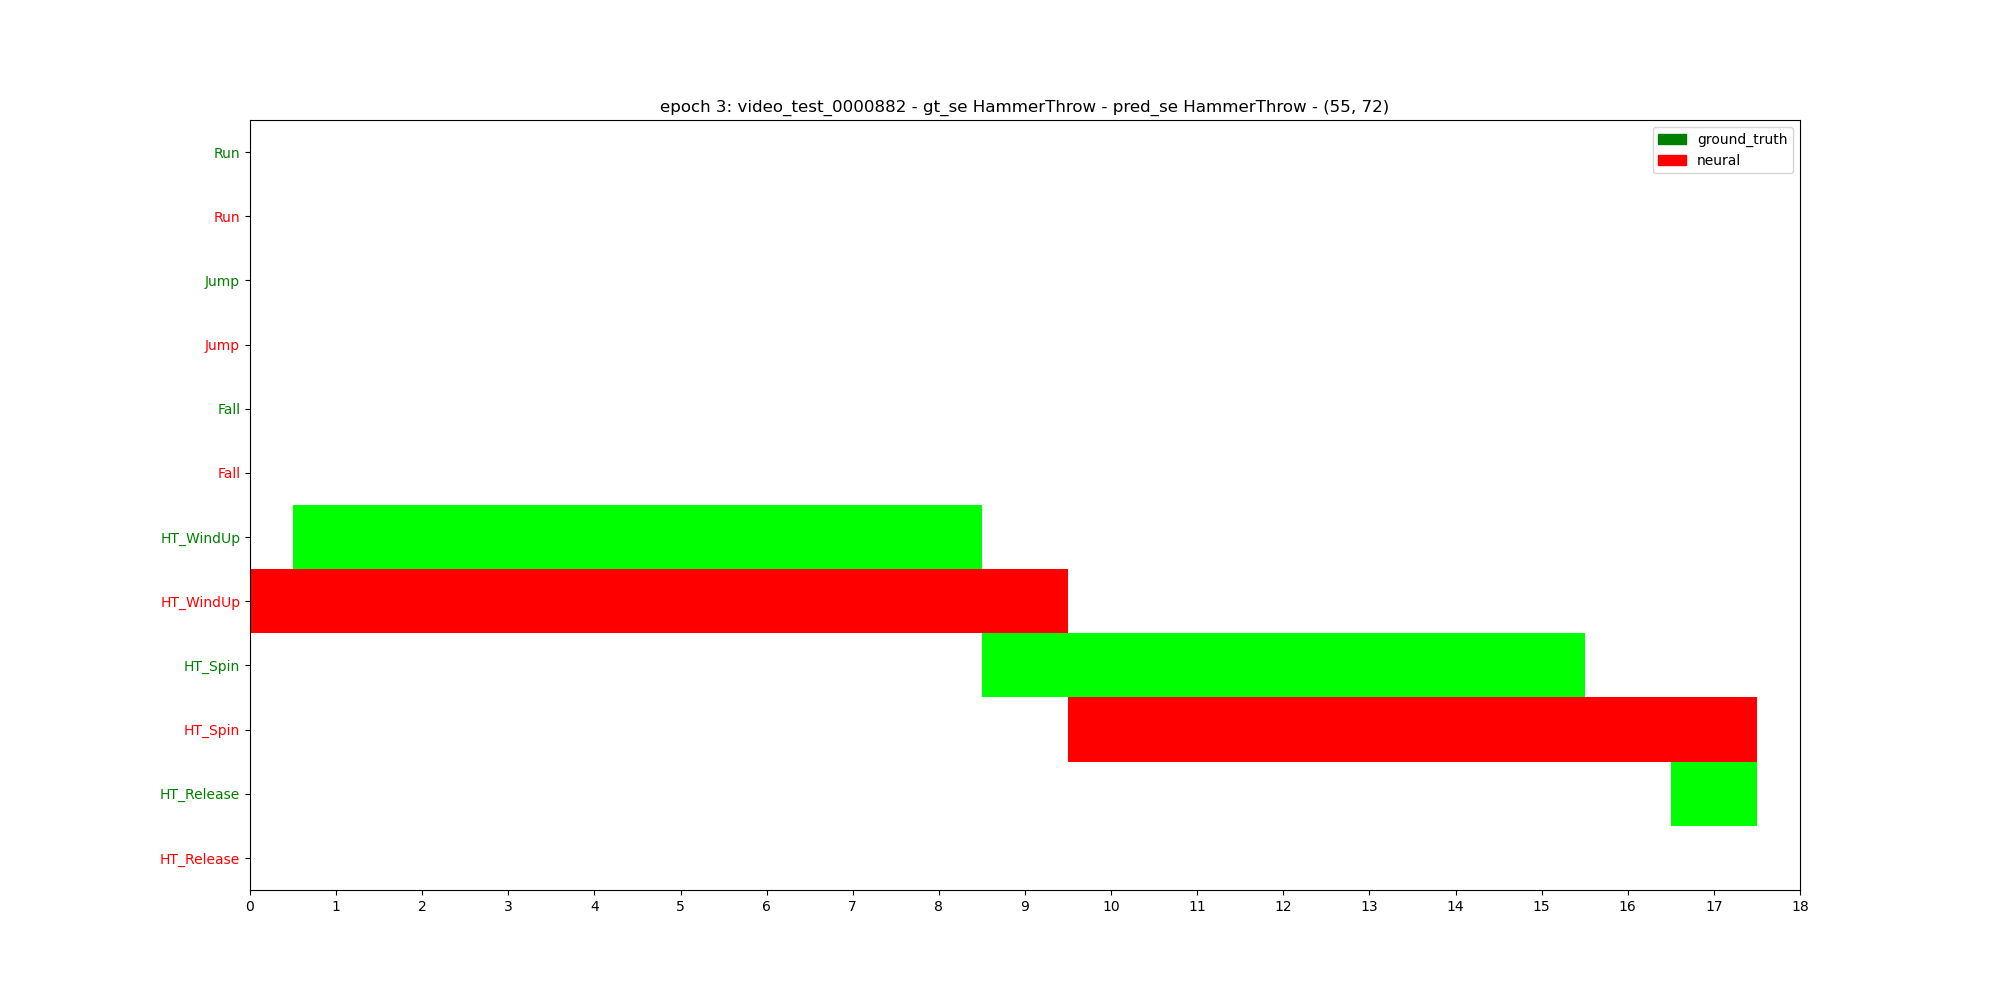 epoch 3: video_test_0000882 - gt_se HammerThrow - pred_se HammerThrow - (55, 72)
ground_truth
neural
Run
Run
Jump
Jump
Fall
Fall
HT_WindUp
HT_WindUp
HT_Spin
HT_Spin
HT_Release
HT_Release
0 1 2 3 4 5 6 7 8 9 10 11 12 13 14 15 16 17 18